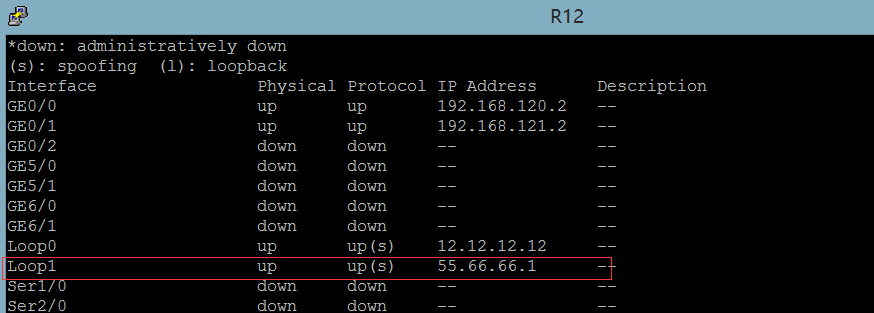 R12
*down: administratively down
(s): spoofing (l): loopback
Interface Physical Protocol IP Address Description
GE0/0 up up 192.168.120.2 --
GE0/1 up up 192.168.121.2 --
GE0/2 down down -- --
GE5/0 down down -- --
GE5/1 down down -- --
GE6/0 down down -- --
GE6/1 down down -- --
Loop0 up up(s) 12.12.12.12 --
Loop1 up up(s) 55.66.66.1 --
Ser1/0 down down -- --
Ser2/0 down down -- --